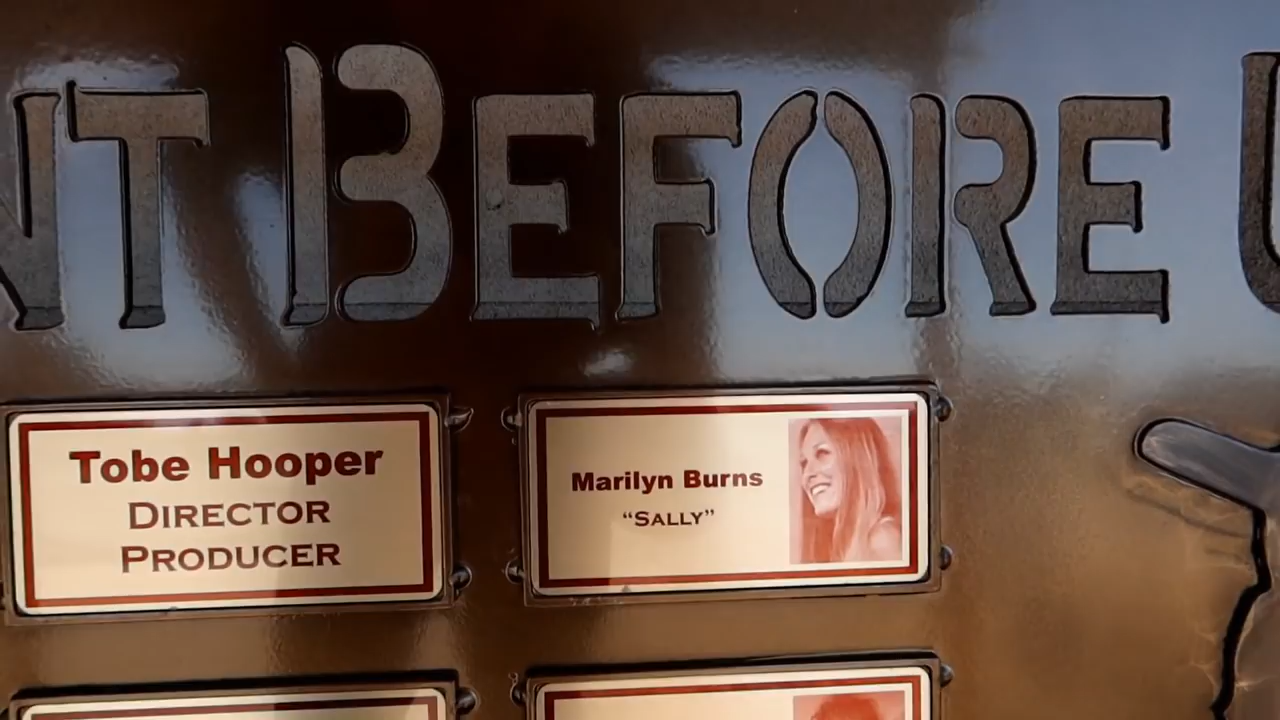 NT BEFORE U
Tobe Hooper
DIRECTOR
PRODUCER
Marilyn Burns
“SALLY”